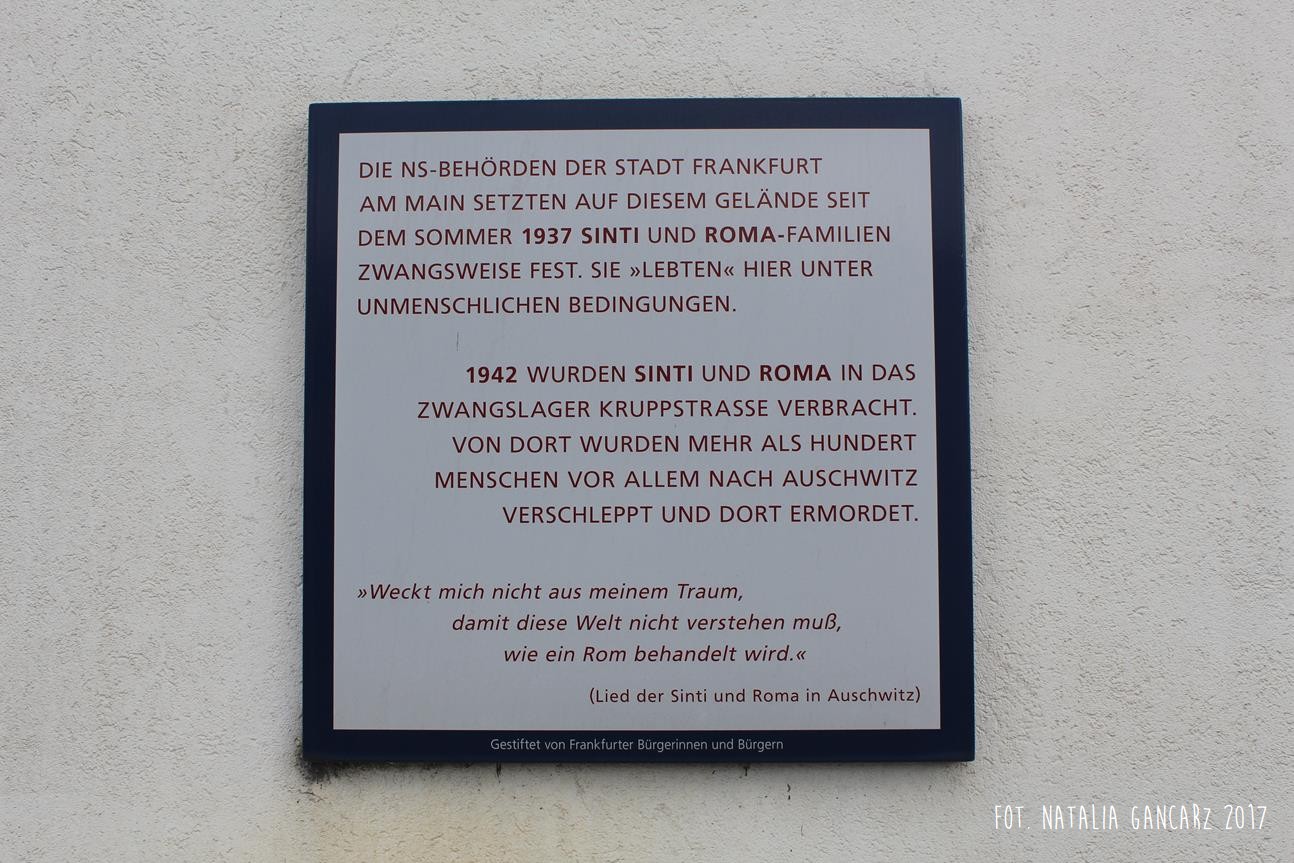 DIE NS-BEHÖRDEN DER STADT FRANKFURT
AM MAIN SETZTEN AUF DIESEM GELÄNDE SEIT
DEM SOMMER 1937 SINTI UND ROMA-FAMILIEN
ZWANGSWEISE FEST. SIE »LEBTEN« HIER UNTER
UNMENSCHLICHEN BEDINGUNGEN.
1942 WURDEN SINTI UND ROMA IN DAS
ZWANGSLAGER KRUPPSTRASSE VERBRACHT.
VON DORT WURDEN MEHR ALS HUNDERT
MENSCHEN VOR ALLEM NACH AUSCHWITZ
VERSCHLEPPT UND DORT ERMORDET.
»Weckt mich nicht aus meinem Traum,
damit diese Welt nicht verstehen muß,
wie ein Rom behandelt wird.«
(Lied der Sinti und Roma in Auschwitz)
Gestiftet von Frankfurter Bürgerinnen und Bürgern
FOT. NATALIA GANCARZ 2017